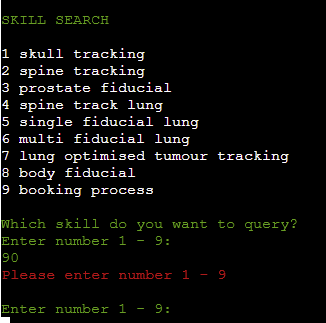 SKILL SEARCH
1 skull tracking
2 spine tracking
3 prostate fiducial
4 spine track lung
5 single fiducial lung
6 multi fiducial lung
7 lung optimised tumour tracking
8 body fiducial
9 booking process
Which skill do you want to query?
Enter number 1 - 9:
90
Please enter number 1 - 9
Enter number 1 - 9: